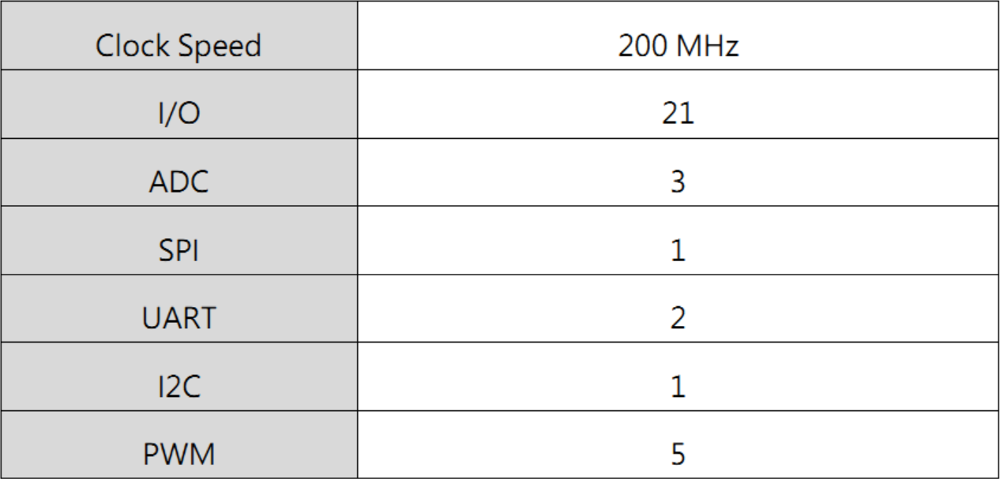 Clock Speed 200 MHz
I/O 21
ADC 3
SPI 1
UART 2
I2C 1
PWM 5